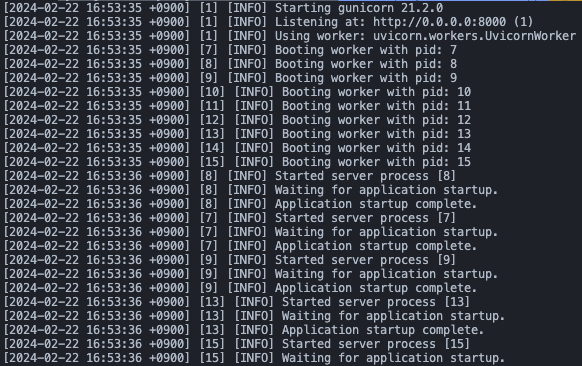 [2024-02-22 16:53:35 +0900] [1] [INFO] Starting gunicorn 21.2.0
[2024-02-22 16:53:35 +0900] [1] [INFO] Listening at: http://0.0.0.0:8000 (1)
[2024-02-22 16:53:35 +0900] [1] [INFO] Using worker: uvicorn.workers.UvicornWorker
[2024-02-22 16:53:35 +0900] [7] [INFO] Booting worker with pid: 7
[2024-02-22 16:53:35 +0900] [8] [INFO] Booting worker with pid: 8
[2024-02-22 16:53:35 +0900] [9] [INFO] Booting worker with pid: 9
[2024-02-22 16:53:36 +0900] [10] [INFO] Booting worker with pid: 10
[2024-02-22 16:53:36 +0900] [11] [INFO] Booting worker with pid: 11
[2024-02-22 16:53:36 +0900] [12] [INFO] Booting worker with pid: 12
[2024-02-22 16:53:36 +0900] [13] [INFO] Booting worker with pid: 13
[2024-02-22 16:53:36 +0900] [14] [INFO] Booting worker with pid: 14
[2024-02-22 16:53:36 +0900] [15] [INFO] Booting worker with pid: 15
[2024-02-22 16:53:36 +0900] [8] [INFO] Started server process [8]
[2024-02-22 16:53:36 +0900] [8] [INFO] Waiting for application startup.
[2024-02-22 16:53:36 +0900] [8] [INFO] Application startup complete.
[2024-02-22 16:53:36 +0900] [7] [INFO] Started server process [7]
[2024-02-22 16:53:36 +0900] [7] [INFO] Waiting for application startup.
[2024-02-22 16:53:36 +0900] [7] [INFO] Application startup complete.
[2024-02-22 16:53:36 +0900] [9] [INFO] Started server process [9]
[2024-02-22 16:53:36 +0900] [9] [INFO] Waiting for application startup.
[2024-02-22 16:53:36 +0900] [9] [INFO] Application startup complete.
[2024-02-22 16:53:36 +0900] [13] [INFO] Started server process [13]
[2024-02-22 16:53:36 +0900] [13] [INFO] Waiting for application startup.
[2024-02-22 16:53:36 +0900] [13] [INFO] Application startup complete.
[2024-02-22 16:53:36 +0900] [15] [INFO] Started server process [15]
[2024-02-22 16:53:36 +0900] [15] [INFO] Waiting for application startup.